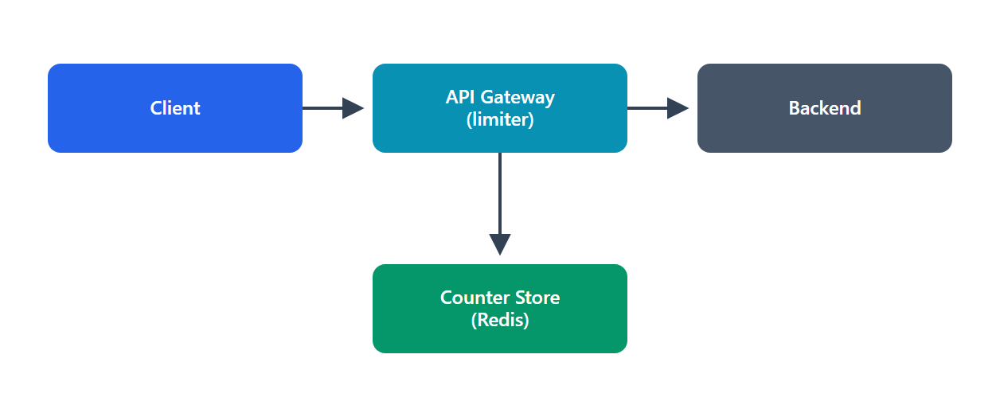 Client
API Gateway
(limiter)
Backend
Counter Store
(Redis)